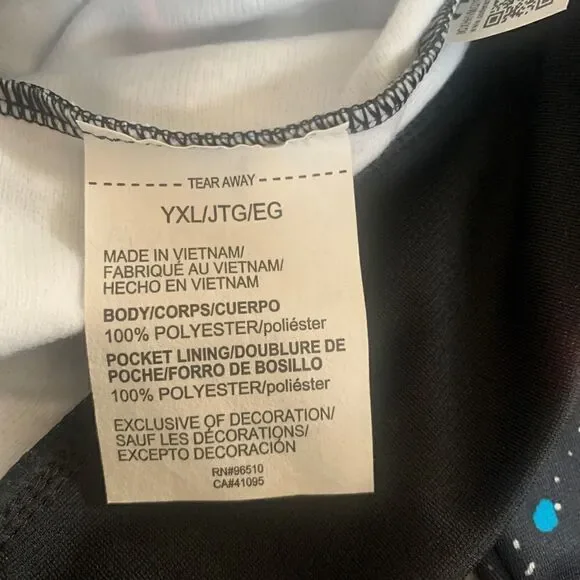 TEAR AWAY
YXL/JTG/EG
MADE IN VIETNAM/
FABRIQUÉ AU VIETNAM/
HECHO EN VIETNAM
BODY/CORPS/CUERPO
100% POLYESTER/poliéster
POCKET LINING/DOUBLURE DE
POCHE/FORRO DE BOSILLO
100% POLYESTER/poliéster
EXCLUSIVE OF DECORATION/
SAUF LES DÉCORATIONS/
EXCEPTO DECORACIÓN
RN#96510
CA#41095